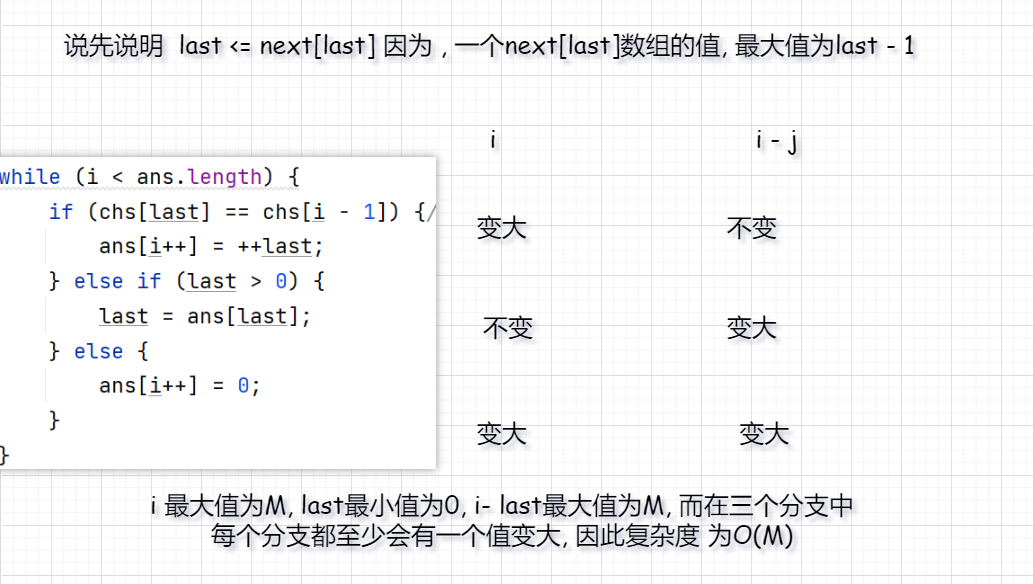 说先说明 last <= next[last] 因为 , 一个next[last]数组的值, 最大值为last - 1
i i - j
while (i < ans.length) {
if (chs[last] == chs[i - 1]) {/
变大 不变
ans[i++] = ++last;
} else if (last > 0) {
last = ans[last];
不变 变大
} else {
ans[i++] = 0;
}
变大 变大
}
i 最大值为M, last最小值为0, i- last最大值为M, 而在三个分支中
每个分支都至少会有一个值变大, 因此复杂度 为O(M)